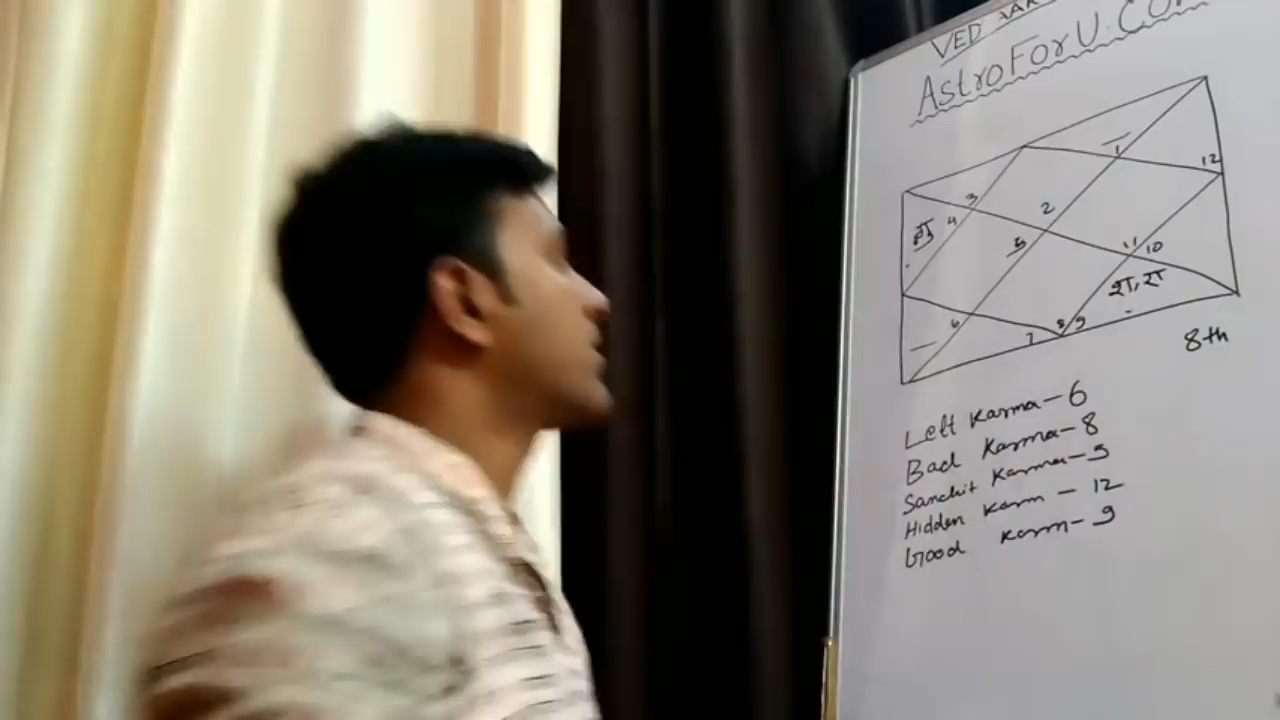 VED
AstroForU.Com
1
12
3
4
2
5
11
10
शा, रा
6
7
8
9
8th
Left Karma - 6
Bad Karma - 8
Sanchit Karma - 5
Hidden Karm - 12
Good Karm - 9